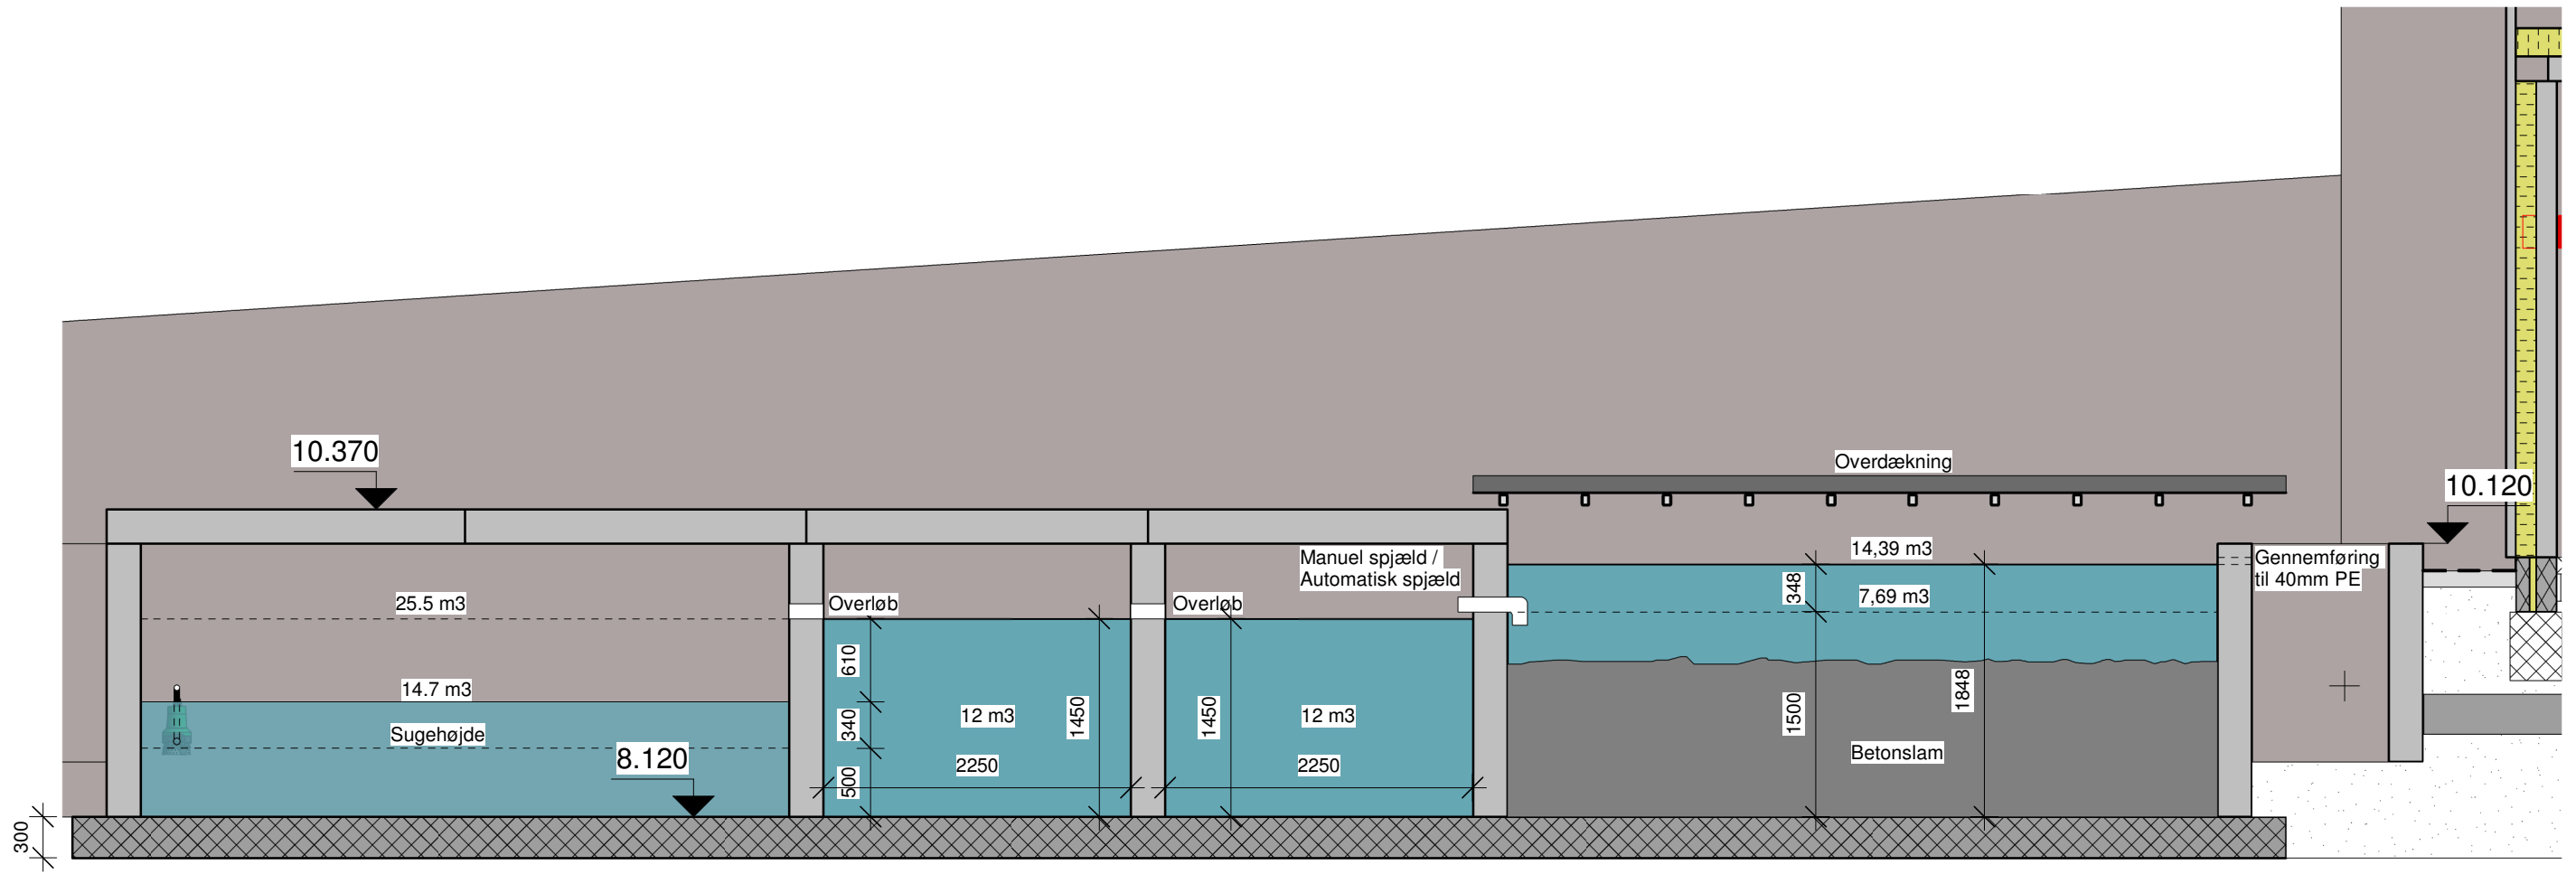 10.370
Overdækning
10.120
Manuel spjæld /
Automatisk spjæld
14,39 m3
Gennemføring
til 40mm PE
25.5 m3
Overløb
Overløb
348
7,69 m3
610
14.7 m3
340
12 m3
1450
1450
12 m3
1500
1848
Sugehøjde
8.120
500
2250
2250
Betonslam
300